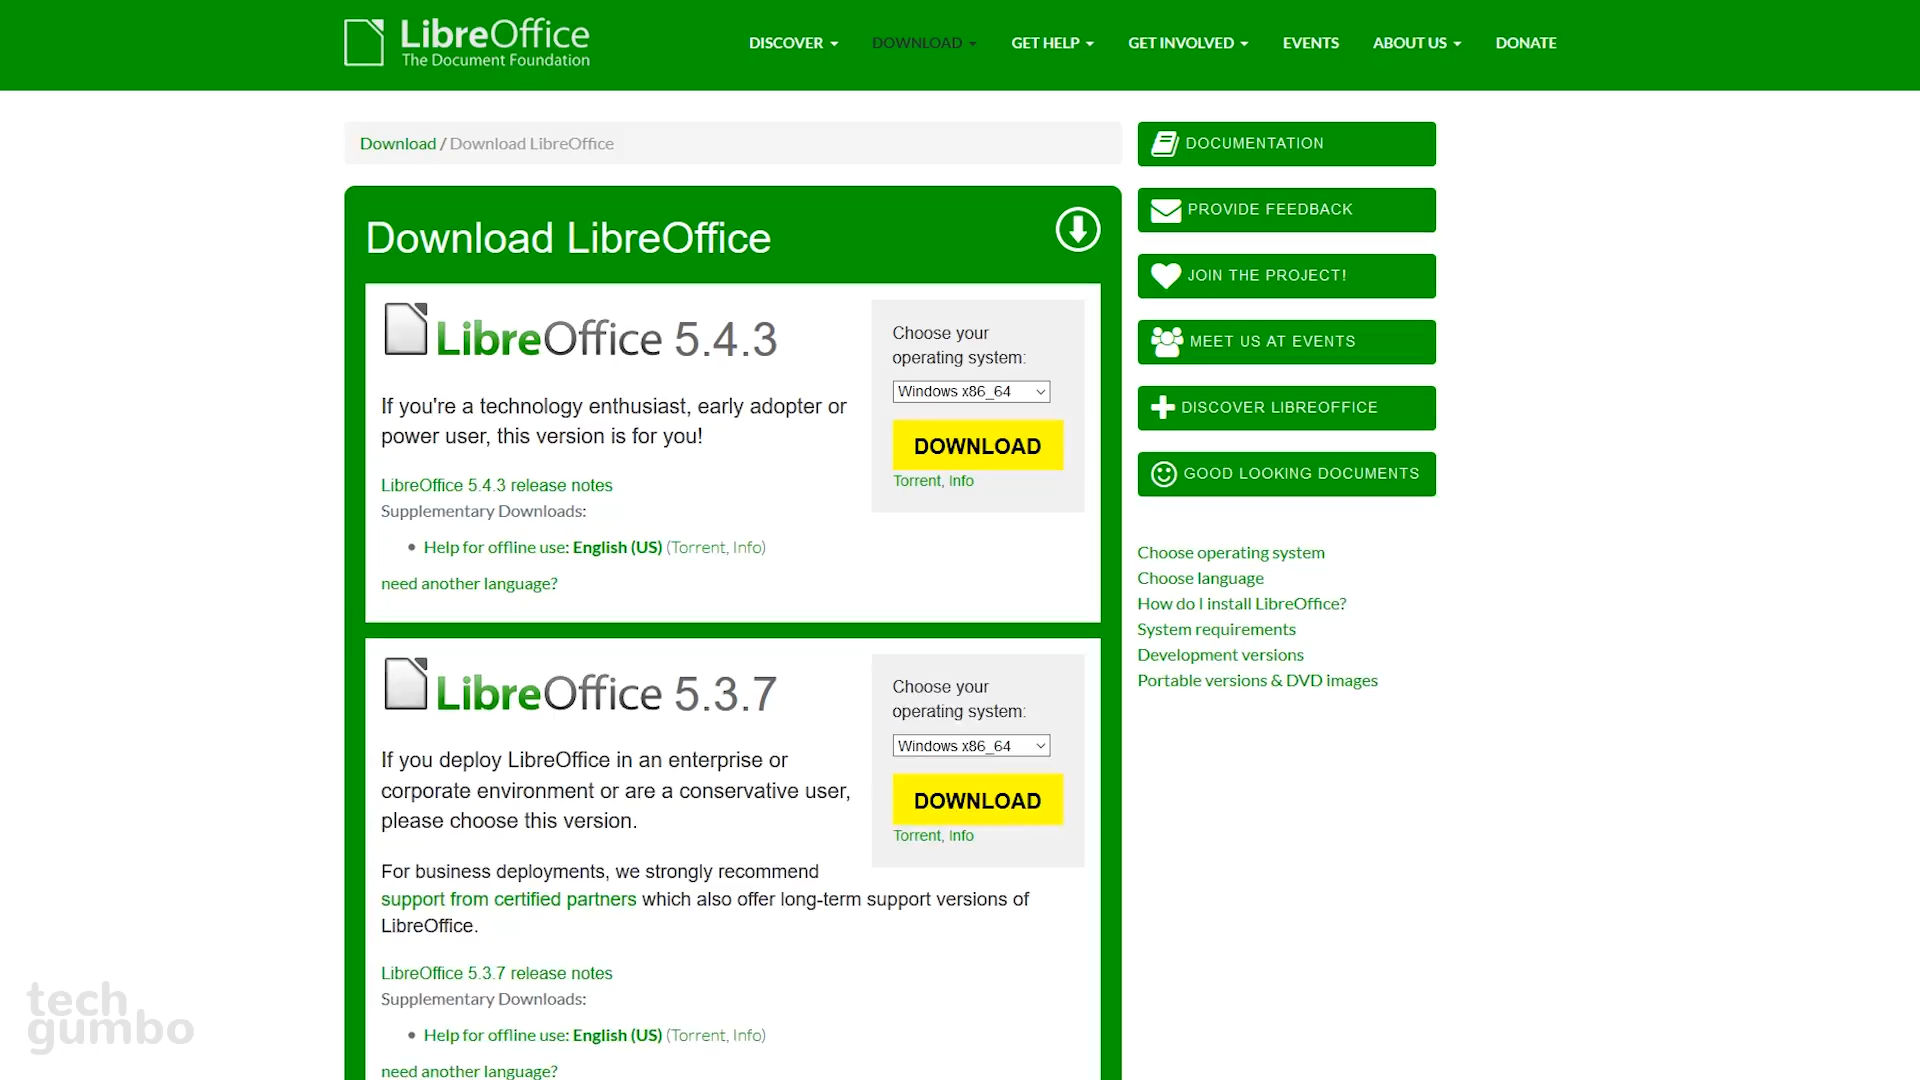 LibreOffice
The Document Foundation
DISCOVER DOWNLOAD GET HELP GET INVOLVED EVENTS ABOUT US DONATE
Download / Download LibreOffice
Download LibreOffice
LibreOffice 5.4.3
If you're a technology enthusiast, early adopter or
power user, this version is for you!
LibreOffice 5.4.3 release notes
Supplementary Downloads:
• Help for offline use: English (US) (Torrent, Info)
need another language?
Choose your
operating system:
Windows x86_64
DOWNLOAD
Torrent, Info
LibreOffice 5.3.7
If you deploy LibreOffice in an enterprise or
corporate environment or are a conservative user,
please choose this version.
For business deployments, we strongly recommend
support from certified partners which also offer long-term support versions of
LibreOffice.
LibreOffice 5.3.7 release notes
Supplementary Downloads:
• Help for offline use: English (US) (Torrent, Info)
need another language?
Choose your
operating system:
Windows x86_64
DOWNLOAD
Torrent, Info
DOCUMENTATION
PROVIDE FEEDBACK
JOIN THE PROJECT!
MEET US AT EVENTS
DISCOVER LIBREOFFICE
GOOD LOOKING DOCUMENTS
Choose operating system
Choose language
How do I install LibreOffice?
System requirements
Development versions
Portable versions & DVD images
tech
gumbo